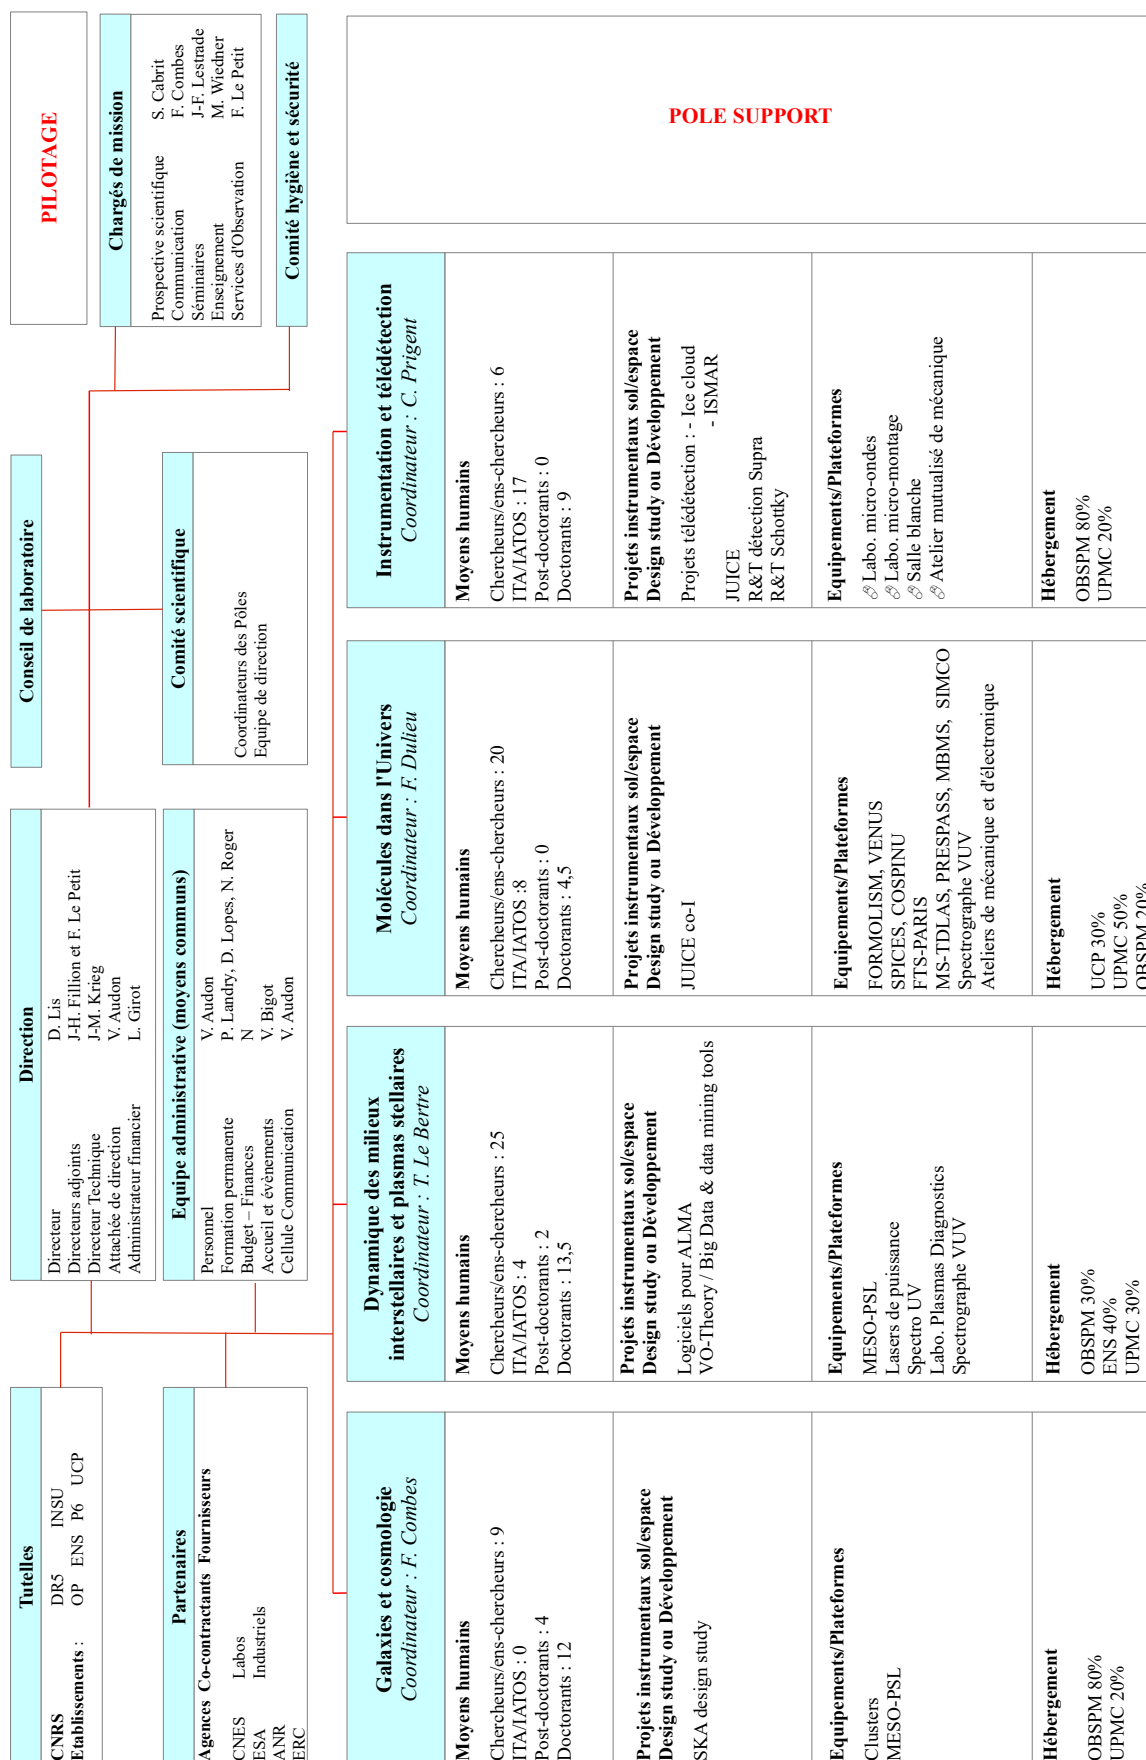 Tutelles
CNRS DR5 INSU
Etablissements : OP ENS P6 UCP
Partenaires
Agences Co-contractants Fournisseurs
CNES Labos
ESA Industriels
ANR
ERC
Direction
Directeur D. Lis
Directeurs adjoints J-H. Fillion et F. Le Petit
Directeur Technique J-M. Krieg
Attachée de direction V. Audon
Administrateur financier L. Girot
Equipe administrative (moyens communs)
Personnel V. Audon
Formation permanente P. Landry, D. Lopes, N. Roger
Budget – Finances N
Accueil et évènements V. Bigot
Cellule Communication V. Audon
Conseil de laboratoire
Comité scientifique
Coordinateurs des Pôles
Equipe de direction
PILOTAGE
Chargés de mission
Prospective scientifique S. Cabrit
Communication F. Combes
Séminaires J-F. Lestrade
Enseignement M. Wiedner
Services d'Observation F. Le Petit
Comité hygiène et sécurité
Galaxies et cosmologie
Coordinateur : F. Combes
Moyens humains
Chercheurs/ens-chercheurs : 9
ITA/IATOS : 0
Post-doctorants : 4
Doctorants : 12
Projets instrumentaux sol/espace
Design study ou Développement
SKA design study
Equipements/Plateformes
Clusters
MESO-PSL
Hébergement
OBSPM 80%
UPMC 20%
Dynamique des milieux
interstellaires et plasmas stellaires
Coordinateur : T. Le Bertre
Moyens humains
Chercheurs/ens-chercheurs : 25
ITA/IATOS : 4
Post-doctorants : 2
Doctorants : 13,5
Projets instrumentaux sol/espace
Design study ou Développement
Logiciels pour ALMA
VO-Theory / Big Data & data mining tools
Equipements/Plateformes
MESO-PSL
Lasers de puissance
Spectro UV
Labo. Plasmas Diagnostics
Spectrographe VUV
Hébergement
OBSPM 30%
ENS 40%
UPMC 30%
Molécules dans l'Univers
Coordinateur : F. Dulieu
Moyens humains
Chercheurs/ens-chercheurs : 20
ITA/IATOS :8
Post-doctorants : 0
Doctorants : 4,5
Projets instrumentaux sol/espace
Design study ou Développement
JUICE co-I
Equipements/Plateformes
FORMOLISM, VENUS
SPICES, COSPINU
FTS-PARIS
MS-TDLAS, PRESPASS, MBMS, SIMCO
Spectrographe VUV
Ateliers de mécanique et d'électronique
Hébergement
UCP 30%
UPMC 50%
OBSPM 20%
Instrumentation et télédétection
Coordinateur : C. Prigent
Moyens humains
Chercheurs/ens-chercheurs : 6
ITA/IATOS : 17
Post-doctorants : 0
Doctorants : 9
Projets instrumentaux sol/espace
Design study ou Développement
Projets télédétection : - Ice cloud
- ISMAR
JUICE
R&T détection Supra
R&T Schottky
Equipements/Plateformes
Labo. micro-ondes
Labo. micro-montage
Salle blanche
Atelier mutualisé de mécanique
Hébergement
OBSPM 80%
UPMC 20%
POLE SUPPORT